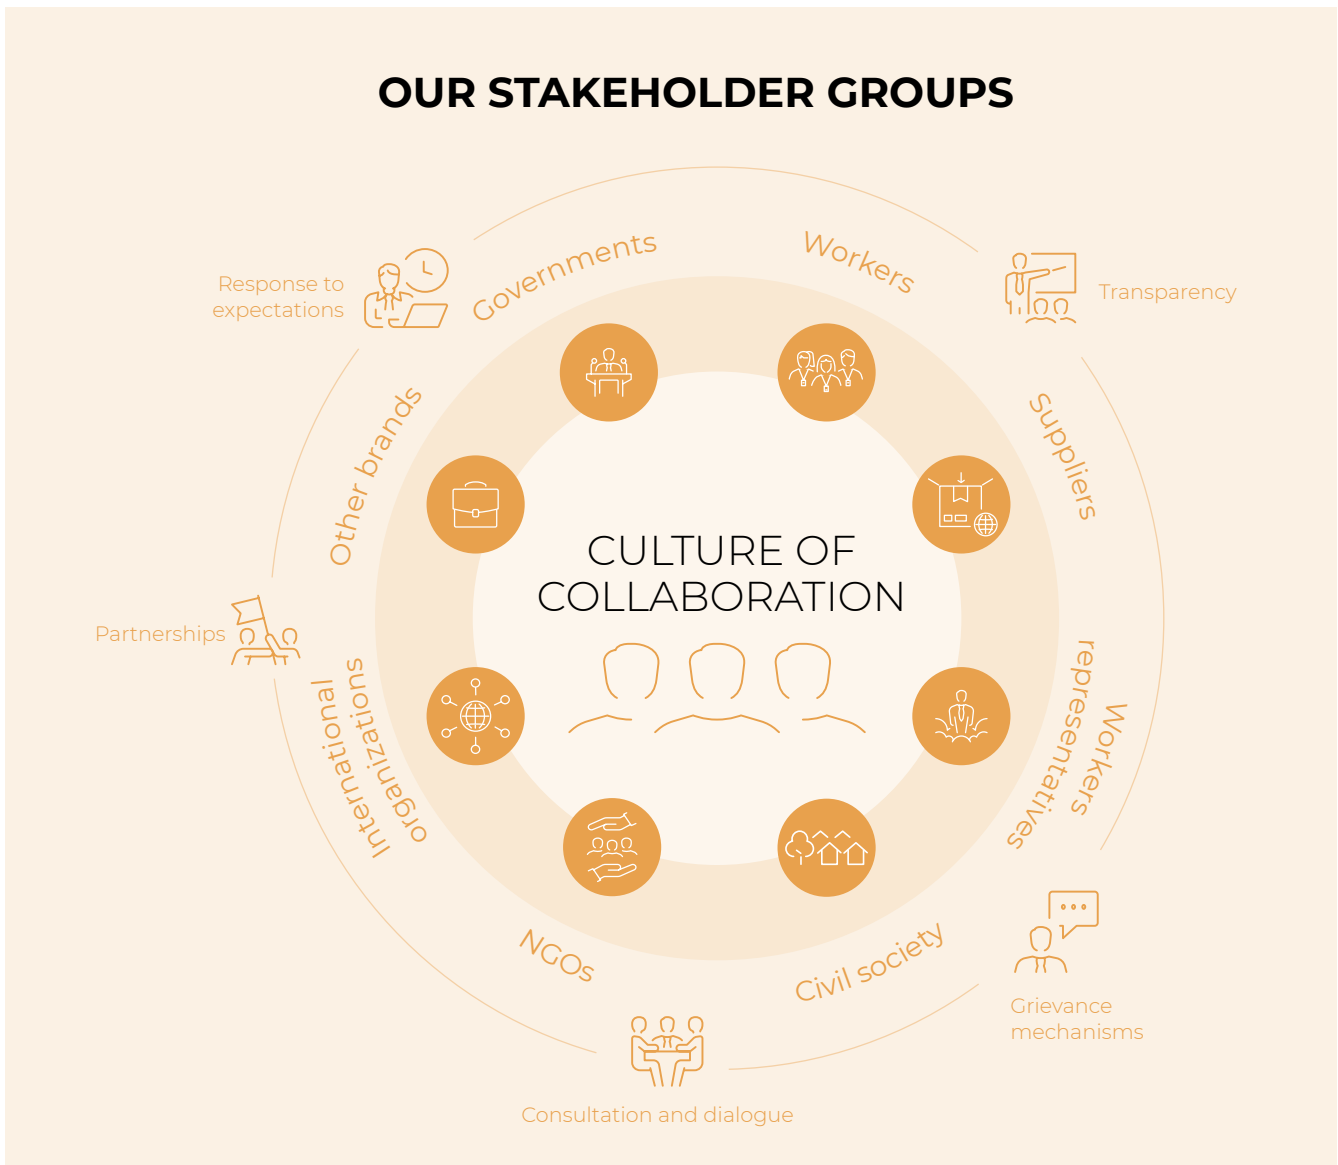 OUR STAKEHOLDER GROUPS
Governments
Workers
Response to
expectations
Transparency
Other brands
Suppliers
CULTURE OF
COLLABORATION
Partnerships
International
organizations
Workers
representatives
NGOs
Civil society
Grievance
mechanisms
Consultation and dialogue